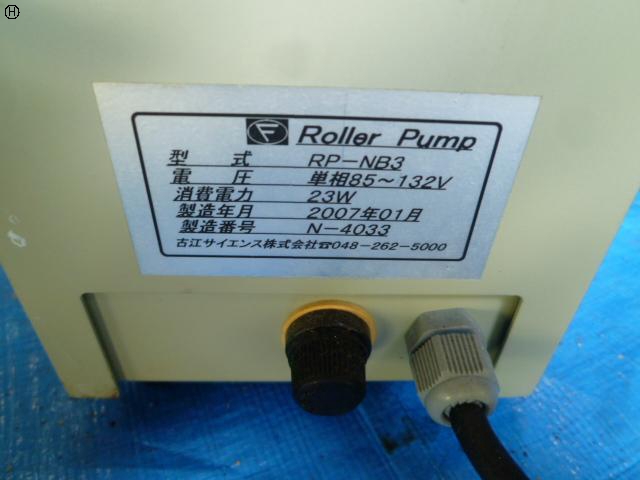 H
F Roller Pump
型 式 RP-NB3
電 圧 単相85~132V
消費電力 23W
製造年月 2007年01月
製造番号 N-4033
古江サイエンス株式会社☎048-262-5000